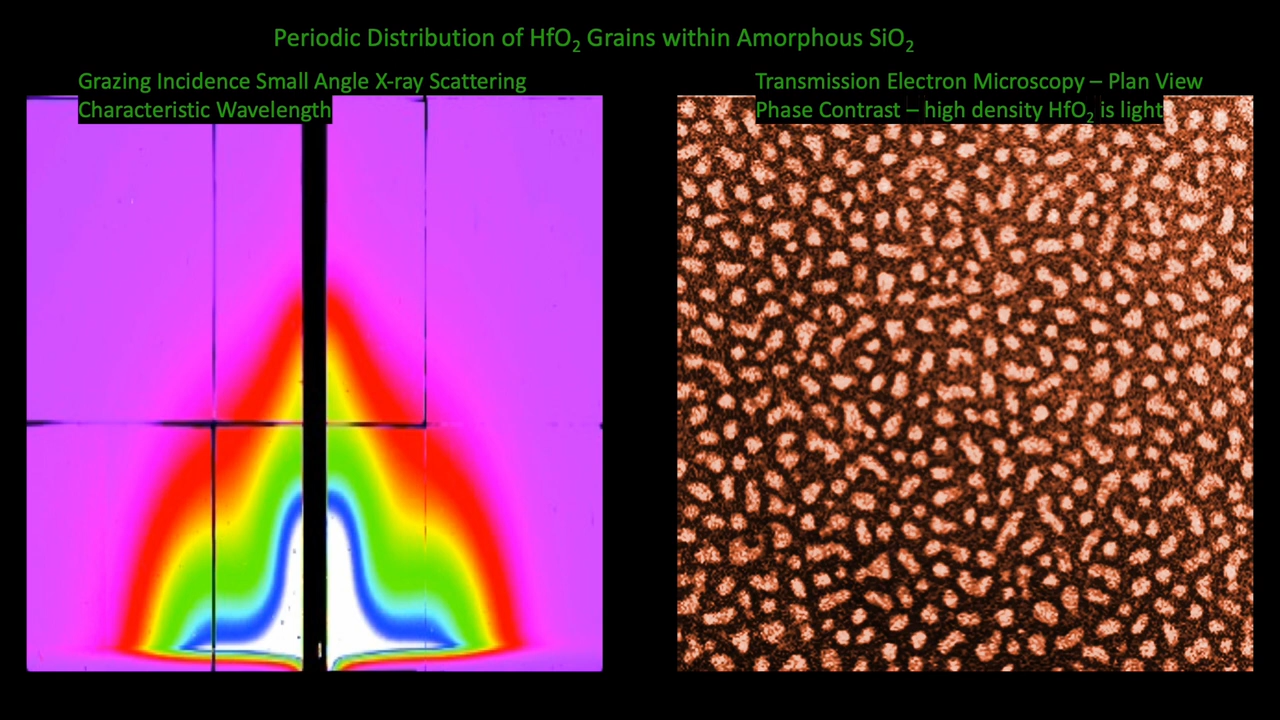 Periodic Distribution of HfO₂ Grains within Amorphous SiO₂
Grazing Incidence Small Angle X-ray Scattering
Characteristic Wavelength
Transmission Electron Microscopy – Plan View
Phase Contrast – high density HfO₂ is light